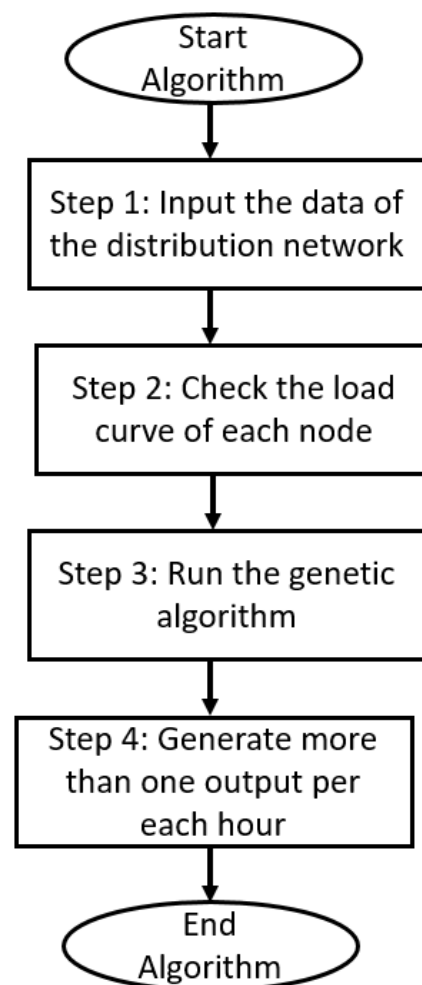 Start
Algorithm
Step 1: Input the data of
the distribution network
Step 2: Check the load
curve of each node
Step 3: Run the genetic
algorithm
Step 4: Generate more
than one output per
each hour
End
Algorithm